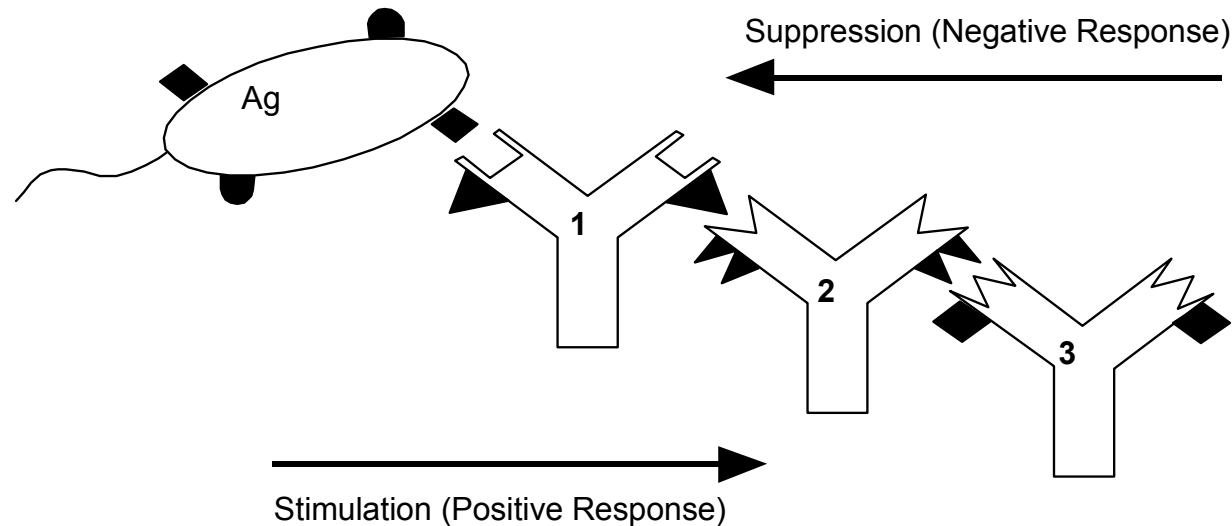 Suppression (Negative Response)
Ag
1
2
3
Stimulation (Positive Response)